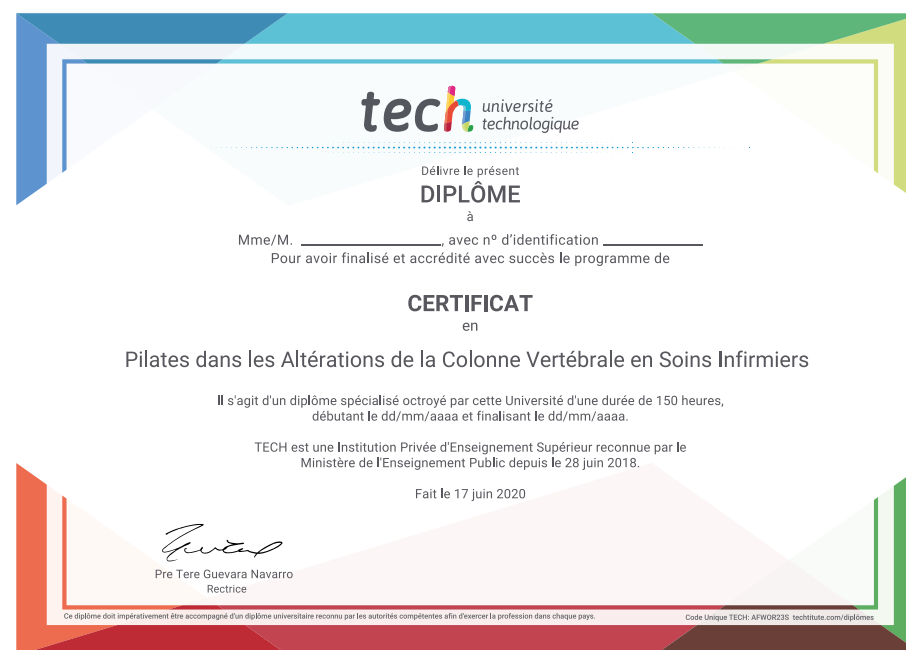 tech université
technologique
Délivre le présent
DIPLÔME
à
Mme/M. ____________________, avec nº d'identification ______________
Pour avoir finalisé et accrédité avec succès le programme de
CERTIFICAT
en
Pilates dans les Altérations de la Colonne Vertébrale en Soins Infirmiers
Il s'agit d'un diplôme spécialisé octroyé par cette Université d'une durée de 150 heures,
débutant le dd/mm/aaaa et finalisant le dd/mm/aaaa.
TECH est une Institution Privée d'Enseignement Supérieur reconnue par le
Ministère de l'Enseignement Public depuis le 28 juin 2018.
Fait le 17 juin 2020
Pre Tere Guevara Navarro
Rectrice
Ce diplôme doit impérativement être accompagné d'un diplôme universitaire reconnu par les autorités compétentes afin d'exercer la profession dans chaque pays.
Code Unique TECH: AFWOR23S techtitute.com/diplômes